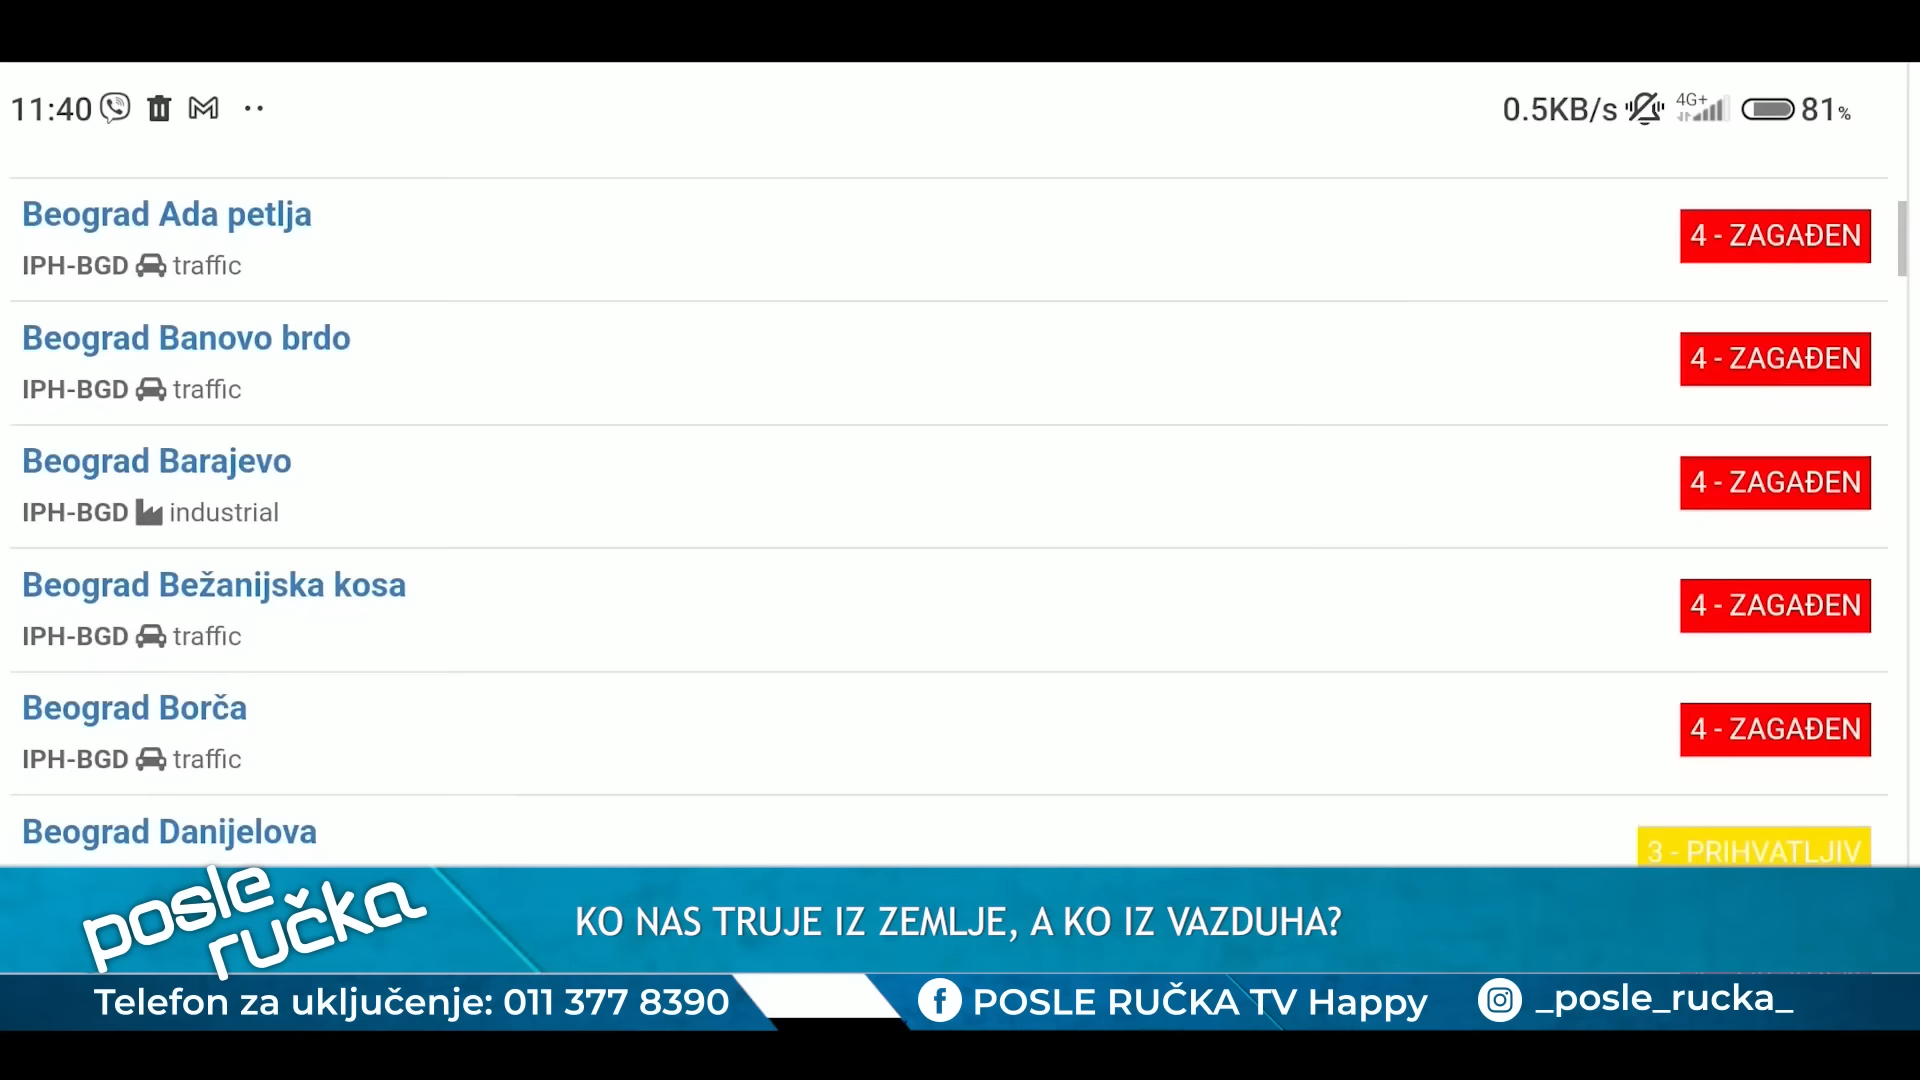 11:40
0.5KB/s 4G+ 81%
Beograd Ada petlja
IPH-BGD traffic
4 - ZAGAĐEN
Beograd Banovo brdo
IPH-BGD traffic
4 - ZAGAĐEN
Beograd Barajevo
IPH-BGD industrial
4 - ZAGAĐEN
Beograd Bežanijska kosa
IPH-BGD traffic
4 - ZAGAĐEN
Beograd Borča
IPH-BGD traffic
4 - ZAGAĐEN
Beograd Danijelova
3 - PRIHVATLJIV
posle
ručka
KO NAS TRUJE IZ ZEMLJE, A KO IZ VAZDUHA?
Telefon za uključenje: 011 377 8390
POSLE RUČKA TV Happy
_posle_rucka_